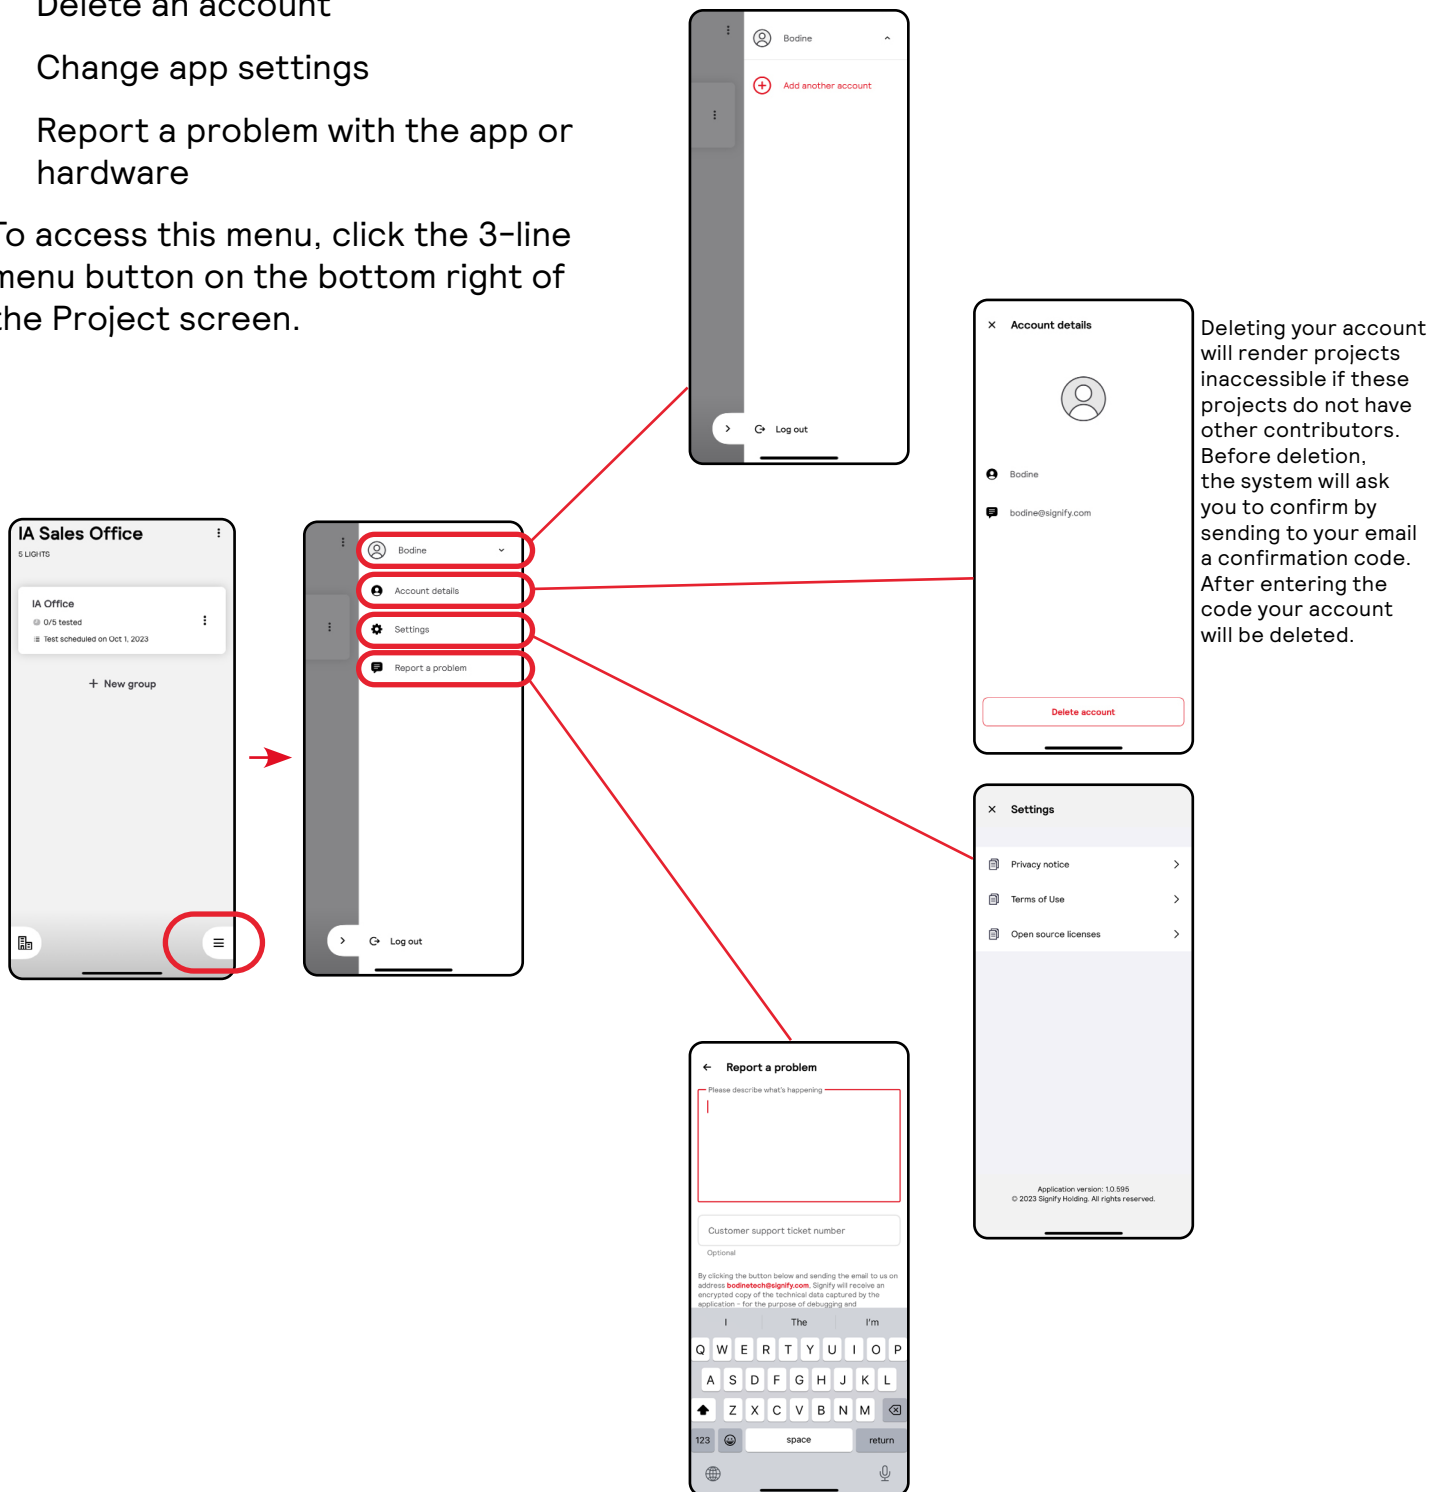 Delete an account
Change app settings
Report a problem with the app or
hardware
To access this menu, click the 3-line
menu button on the bottom right of
the Project screen.
Bodine
Add another account
Log out
Account details
Bodine
bodine@signify.com
Delete account
Deleting your account
will render projects
inaccessible if these
projects do not have
other contributors.
Before deletion,
the system will ask
you to confirm by
sending to your email
a confirmation code.
After entering the
code your account
will be deleted.
IA Sales Office
5 LIGHTS
IA Office
0/5 tested
Test scheduled on Oct 1, 2023
+ New group
Bodine
Account details
Settings
Report a problem
Log out
Settings
Privacy notice
Terms of Use
Open source licenses
Application version: 1.0.595
© 2023 Signify Holding. All rights reserved.
Report a problem
Please describe what's happening
Customer support ticket number
Optional
By clicking the button below and sending the email to us on
address bodinetech@signify.com, Signify will receive an
encrypted copy of the technical data captured by the
application – for the purpose of debugging and
I The I'm
Q W E R T Y U I O P
A S D F G H J K L
Z X C V B N M
123 space return